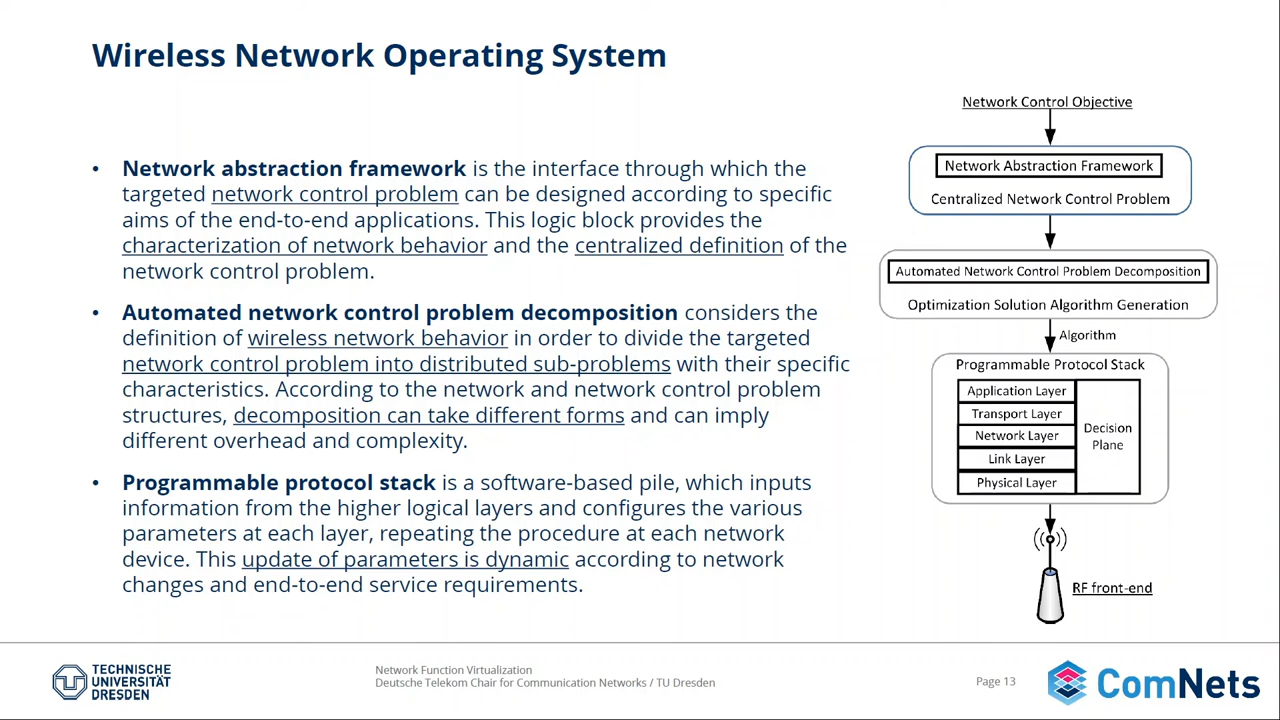 Wireless Network Operating System
• Network abstraction framework is the interface through which the
targeted network control problem can be designed according to specific
aims of the end-to-end applications. This logic block provides the
characterization of network behavior and the centralized definition of the
network control problem.
• Automated network control problem decomposition considers the
definition of wireless network behavior in order to divide the targeted
network control problem into distributed sub-problems with their specific
characteristics. According to the network and network control problem
structures, decomposition can take different forms and can imply
different overhead and complexity.
• Programmable protocol stack is a software-based pile, which inputs
information from the higher logical layers and configures the various
parameters at each layer, repeating the procedure at each network
device. This update of parameters is dynamic according to network
changes and end-to-end service requirements.
Network Control Objective
Network Abstraction Framework
Centralized Network Control Problem
Automated Network Control Problem Decomposition
Optimization Solution Algorithm Generation
Algorithm
Programmable Protocol Stack
Application Layer
Transport Layer
Network Layer
Link Layer
Physical Layer
Decision
Plane
RF front-end
TECHNISCHE
UNIVERSITÄT
DRESDEN
Network Function Virtualization
Deutsche Telekom Chair for Communication Networks / TU Dresden
Page 13
ComNets